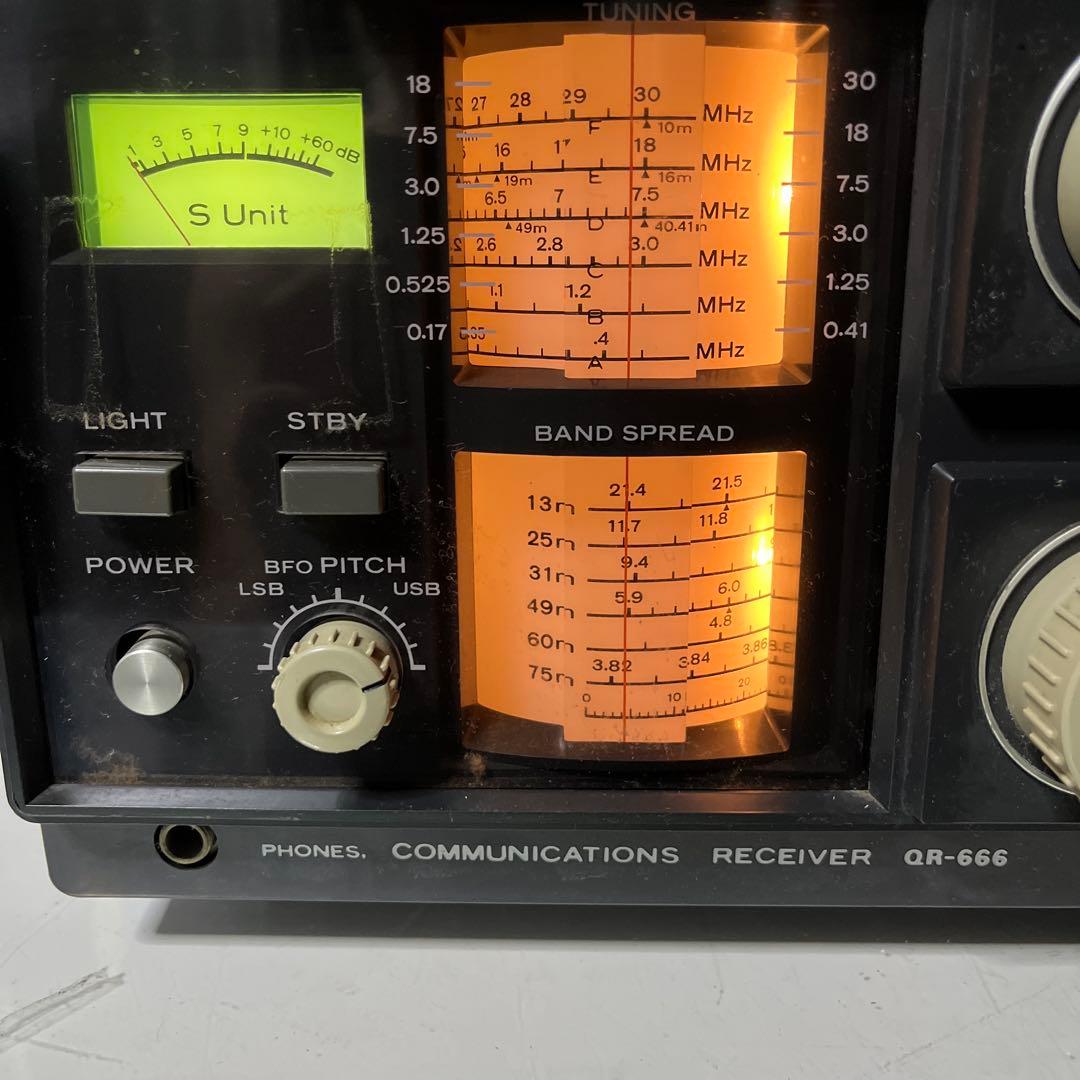 TUNING
1 3 5 7 9 +10 +60 dB
S Unit
18 27 28 29 30 MHz 30
F 10m
7.5 16 17 18 MHz 18
19m E 16m
3.0 6.5 7 7.5 MHz 7.5
49m D 40.41m
1.25 2.6 2.8 3.0 MHz 3.0
C
0.525 1.1 1.2 MHz 1.25
B
0.17 .4 MHz 0.41
A
LIGHT STBY
BAND SPREAD
13m 21.4 21.5
25m 11.7 11.8
31m 9.4
49m 5.9 6.0
60m 4.8
75m 3.82 3.84 3.86
0 10 20
POWER
BFO PITCH
LSB USB
PHONES. COMMUNICATIONS RECEIVER QR-666